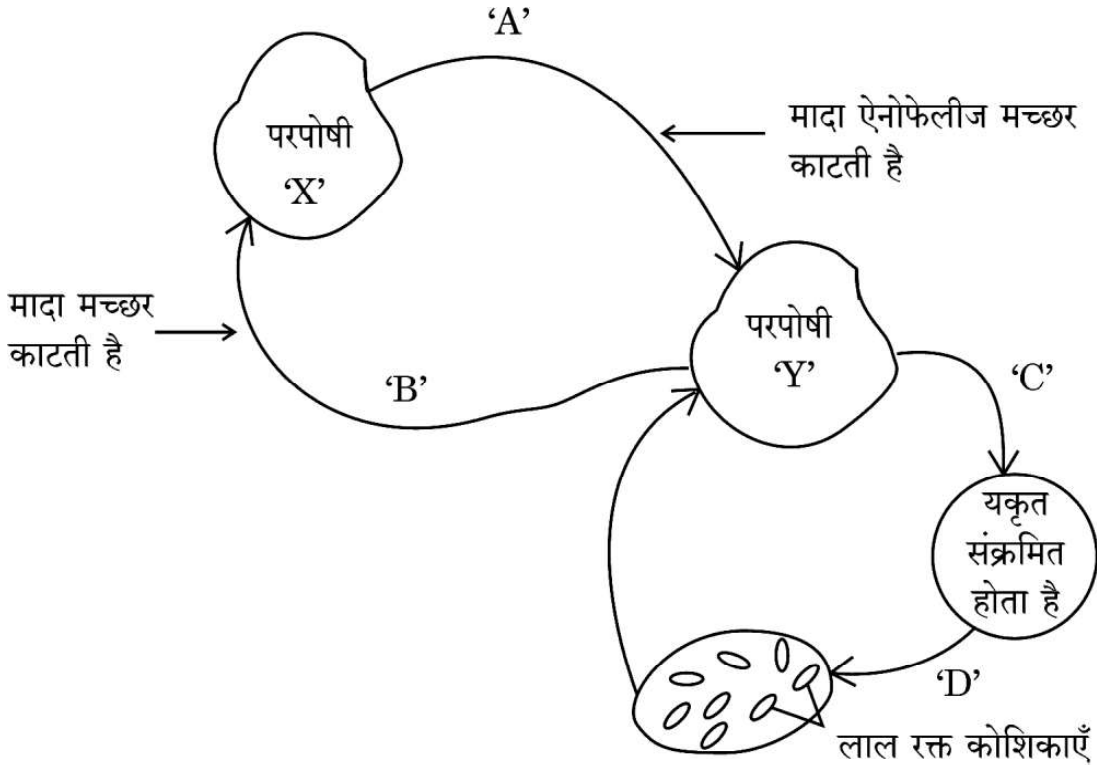 ‘A’
परपोषी
‘X’
मादा ऐनोफेलीज मच्छर
काटती है
मादा मच्छर
काटती है
परपोषी
‘Y’
‘B’
‘C’
यकृत
संक्रमित
होता है
‘D’
लाल रक्त कोशिकाएँ